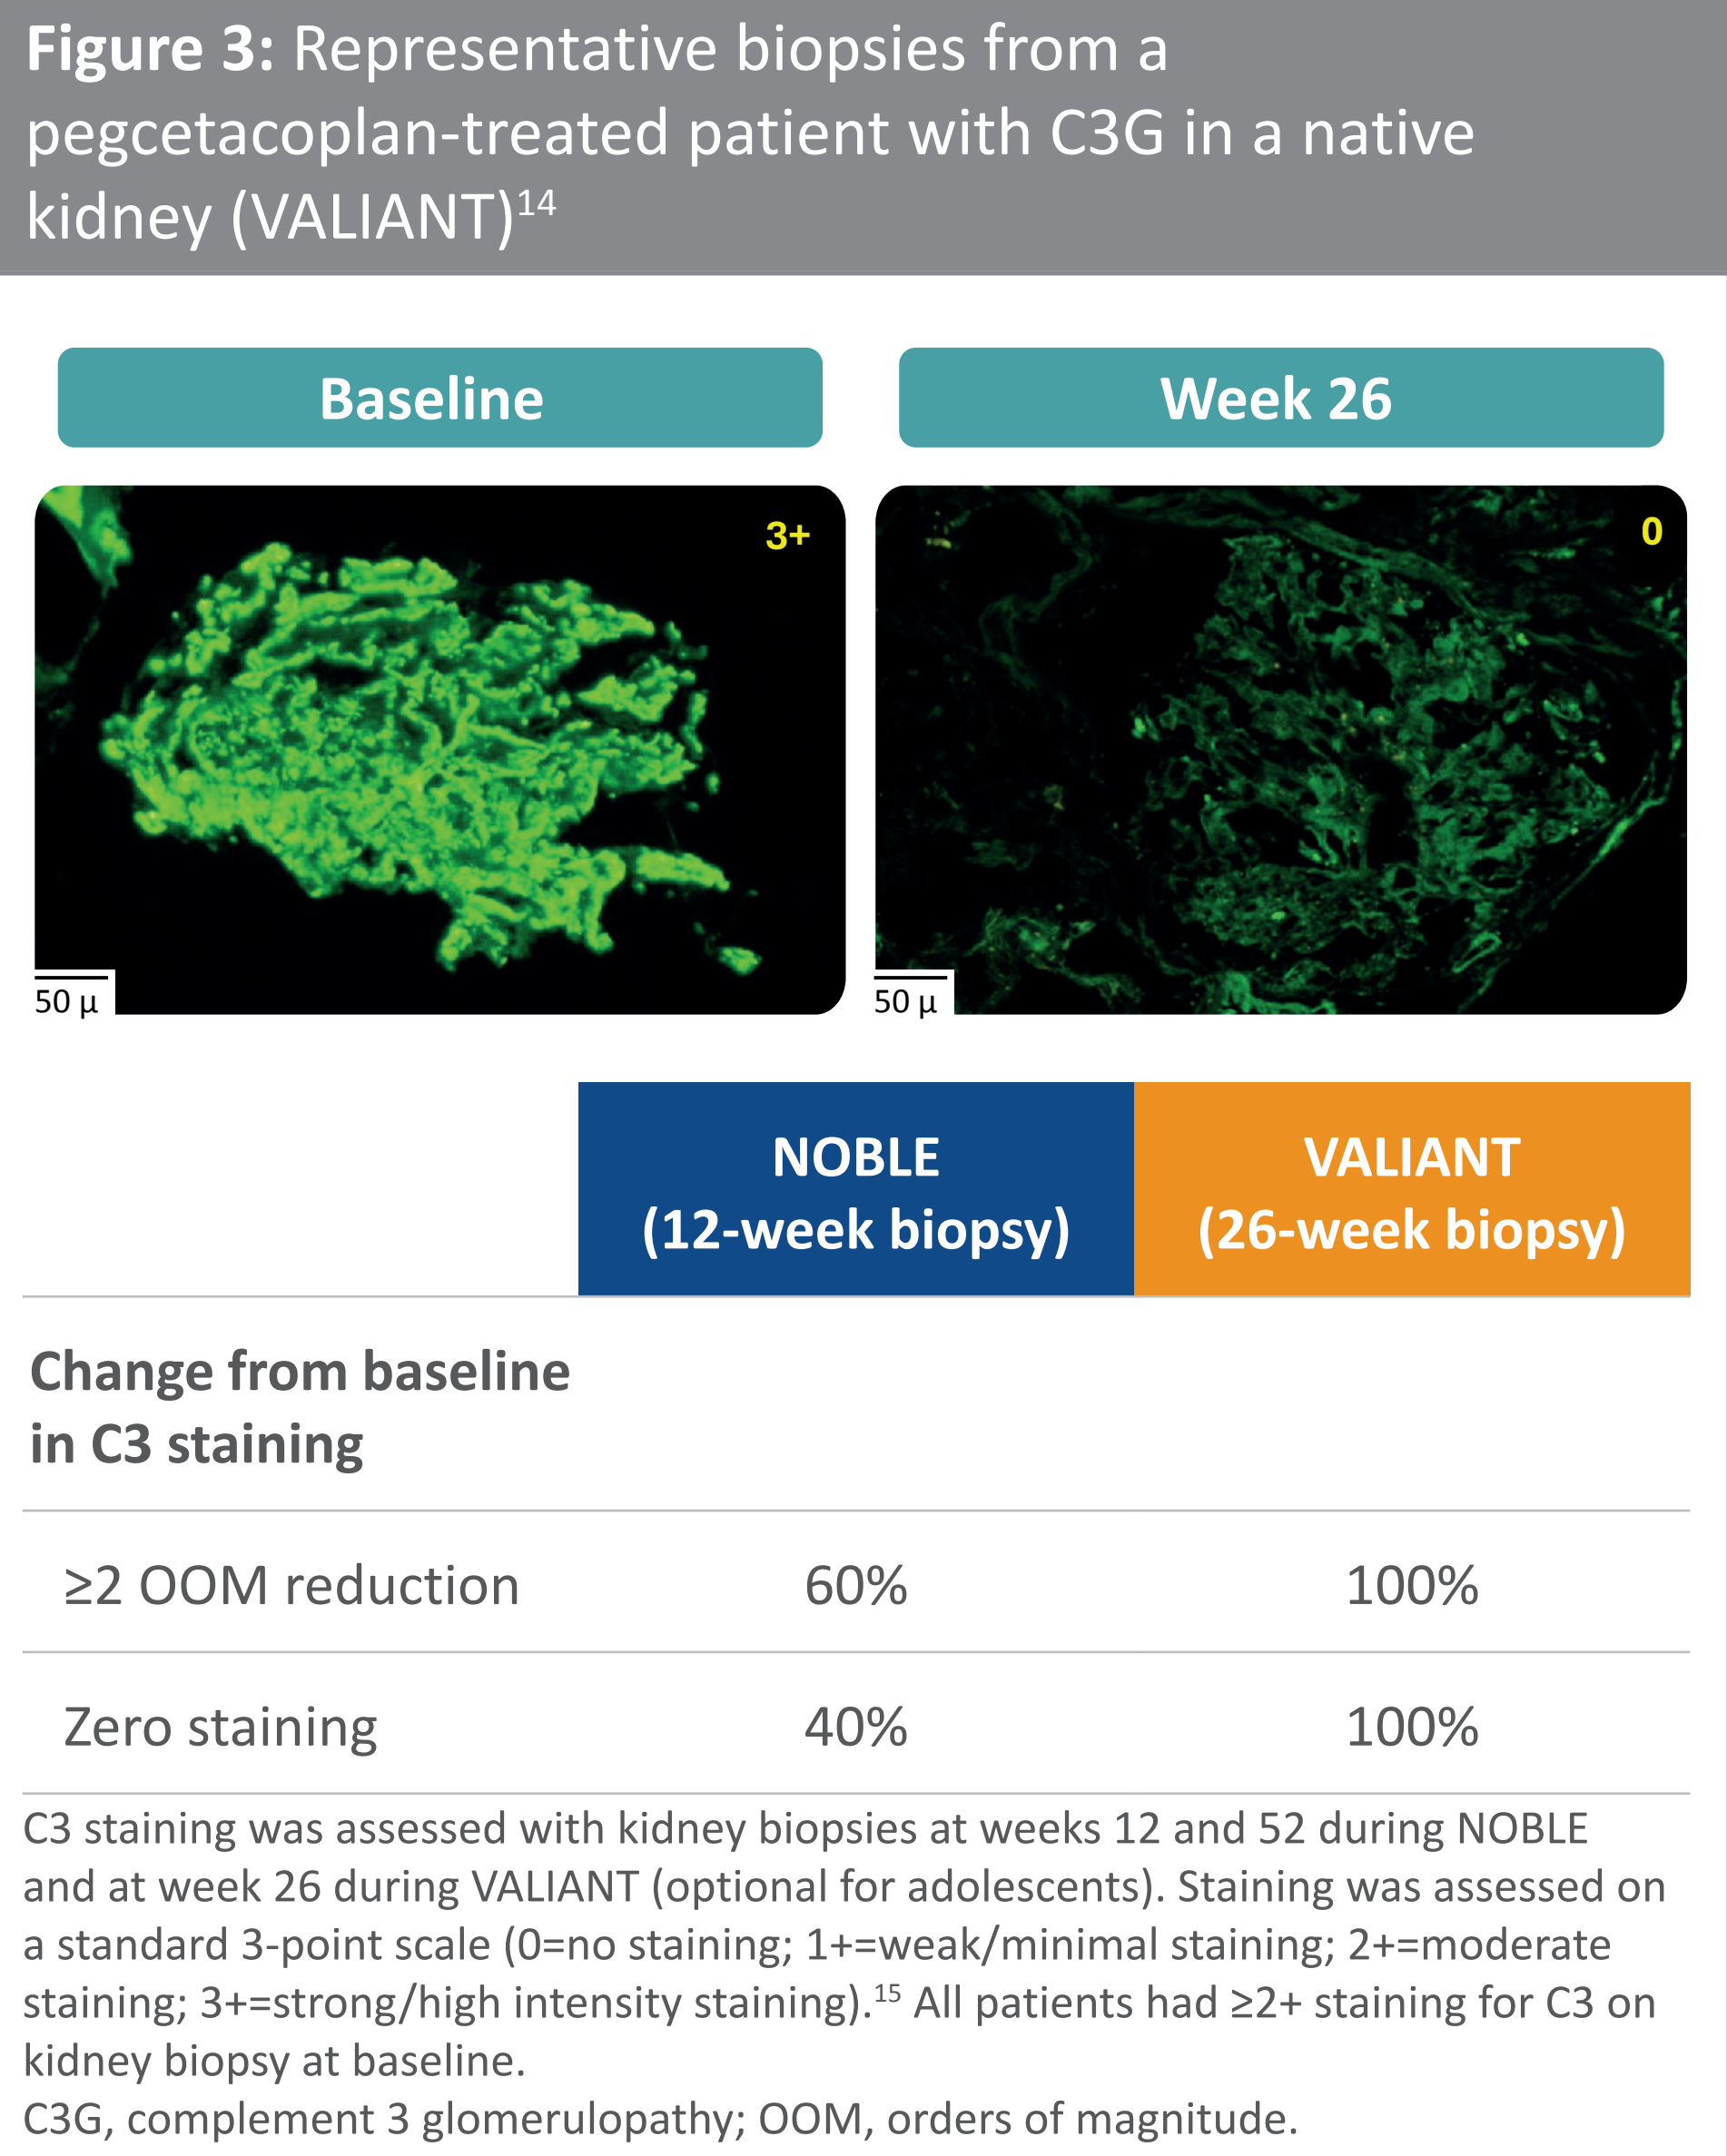 Figure 3: Representative biopsies from a
pegcetacoplan-treated patient with C3G in a native
kidney (VALIANT)14
Baseline
Week 26
3+
0
50 µ
50 µ
NOBLE
(12-week biopsy)
VALIANT
(26-week biopsy)
Change from baseline
in C3 staining
≥2 OOM reduction 60% 100%
Zero staining 40% 100%
C3 staining was assessed with kidney biopsies at weeks 12 and 52 during NOBLE
and at week 26 during VALIANT (optional for adolescents). Staining was assessed on
a standard 3-point scale (0=no staining; 1+=weak/minimal staining; 2+=moderate
staining; 3+=strong/high intensity staining).15 All patients had ≥2+ staining for C3 on
kidney biopsy at baseline.
C3G, complement 3 glomerulopathy; OOM, orders of magnitude.